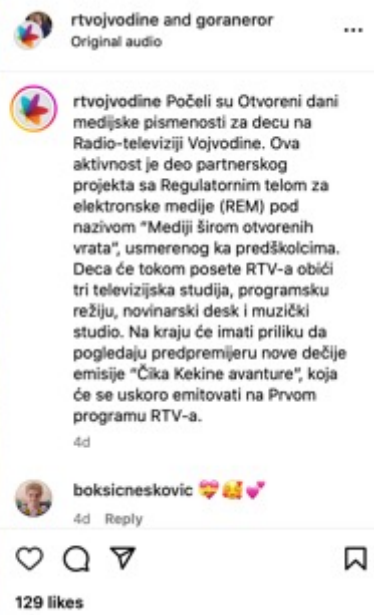 rtvojvodine and goraneror
Original audio
rtvojvodine Počeli su Otvoreni dani
medijske pismenosti za decu na
Radio-televiziji Vojvodine. Ova
aktivnost je deo partnerskog
projekta sa Regulatornim telom za
elektronske medije (REM) pod
nazivom “Mediji širom otvorenih
vrata”, usmerenog ka predškolcima.
Deca će tokom posete RTV-a obići
tri televizijska studija, programsku
režiju, novinarski desk i muzički
studio. Na kraju će imati priliku da
pogledaju predpremijeru nove dečije
emisije “Čika Kekine avanture”, koja
će se uskoro emitovati na Prvom
programu RTV-a.
4d
boksicneskovic 💝🥰💕
4d Reply
129 likes